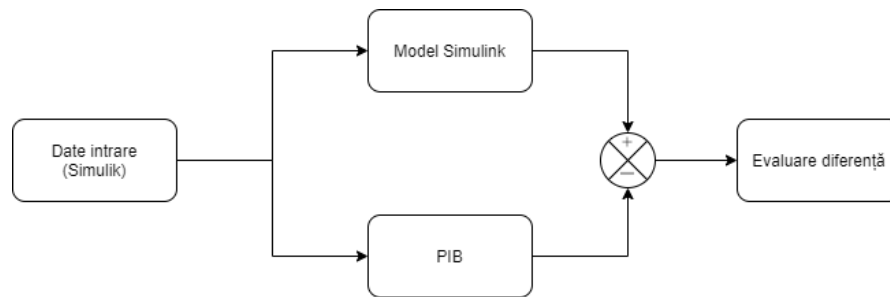 Model Simulink
Date intrare
(Simulik)
+
−
Evaluare diferență
PIB